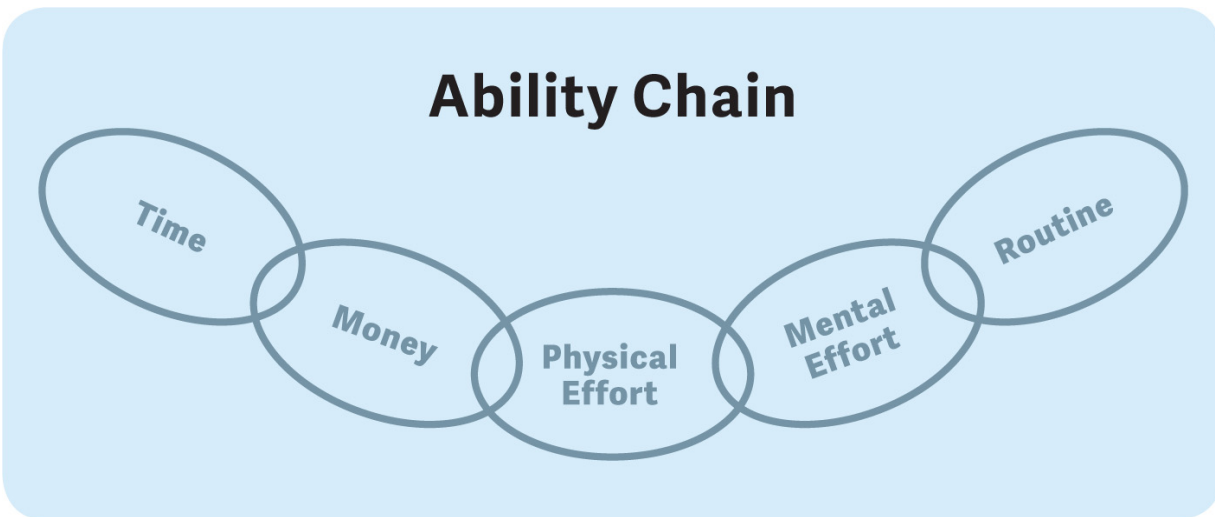 Ability Chain
Time
Money
Physical
Effort
Mental
Effort
Routine